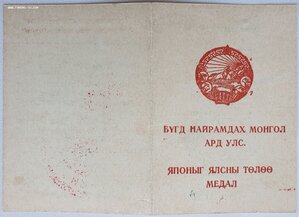 БҮГД НАЙРАМДАХ МОНГОЛ
АРД УЛС.
ЯПОНЫГ ЯЛСНЫ ТӨЛӨӨ
МЕДАЛ